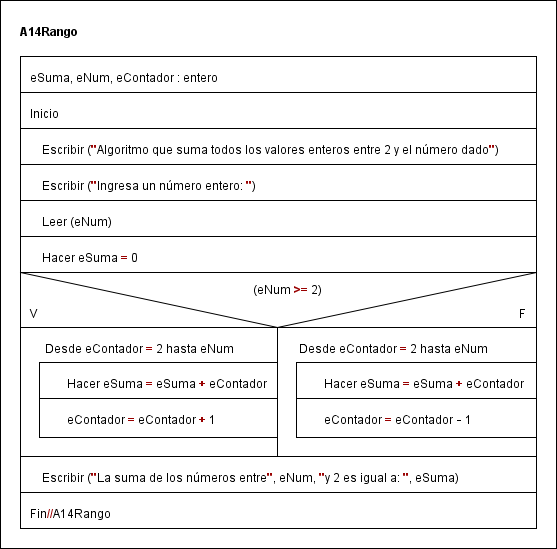 A14Rango
eSuma, eNum, eContador : entero
Inicio
Escribir ("Algoritmo que suma todos los valores enteros entre 2 y el número dado")
Escribir ("Ingresa un número entero: ")
Leer (eNum)
Hacer eSuma = 0
(eNum >= 2)
V
F
Desde eContador = 2 hasta eNum
Hacer eSuma = eSuma + eContador
eContador = eContador + 1
Desde eContador = 2 hasta eNum
Hacer eSuma = eSuma + eContador
eContador = eContador - 1
Escribir ("La suma de los números entre", eNum, "y 2 es igual a: ", eSuma)
Fin//A14Rango